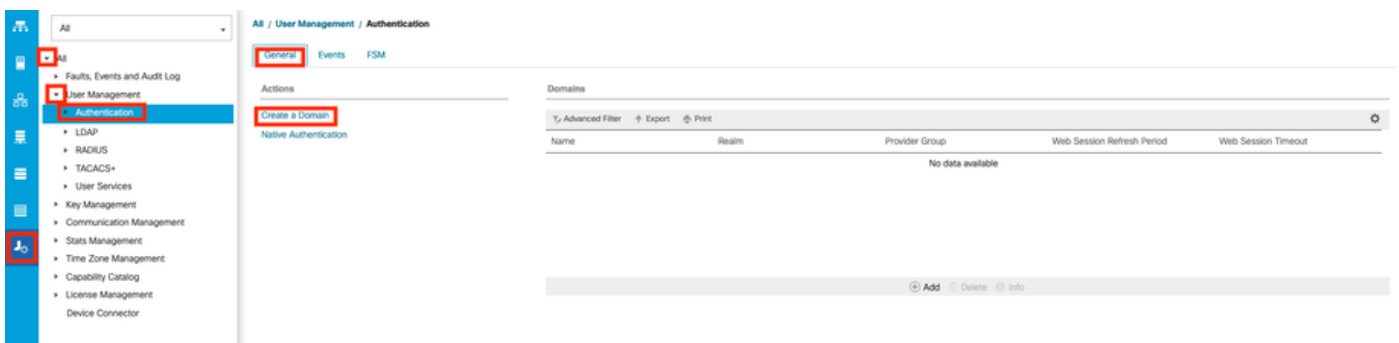 All
All
Faults, Events and Audit Log
User Management
Authentication
LDAP
RADIUS
TACACS+
User Services
Key Management
Communication Management
Stats Management
Time Zone Management
Capability Catalog
License Management
Device Connector
All / User Management / Authentication
General Events FSM
Actions
Create a Domain
Native Authentication
Domains
Advanced Filter Export Print
Name Realm Provider Group Web Session Refresh Period Web Session Timeout
No data available
Add Delete Info